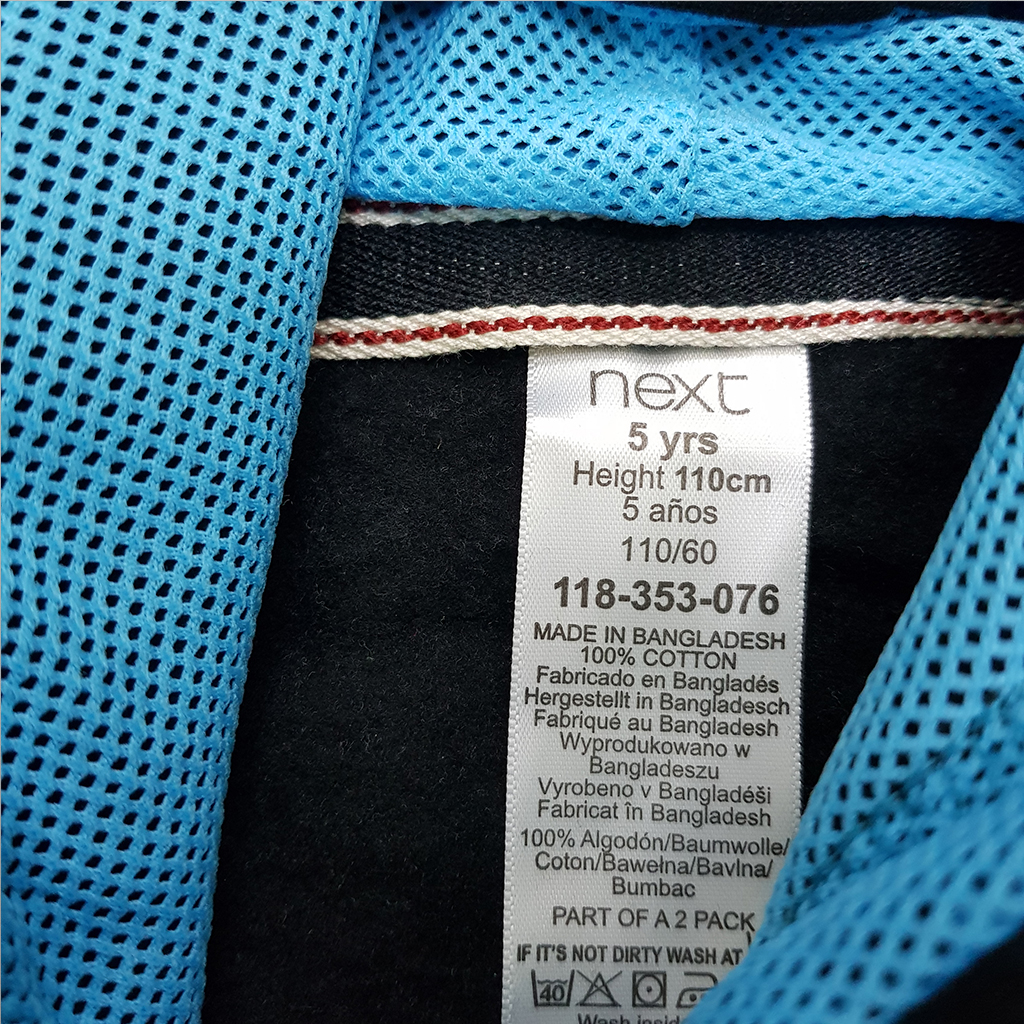 next
5 yrs
Height 110cm
5 años
110/60
118-353-076
MADE IN BANGLADESH
100% COTTON
Fabricado en Bangladés
Hergestellt in Bangladesch
Fabriqué au Bangladesh
Wyprodukowano w
Bangladeszu
Vyrobeno v Bangladéši
Fabricat în Bangladesh
100% Algodón/Baumwolle/
Coton/Bawełna/Bavlna/
Bumbac
PART OF A 2 PACK
IF IT'S NOT DIRTY WASH AT
40
Wash